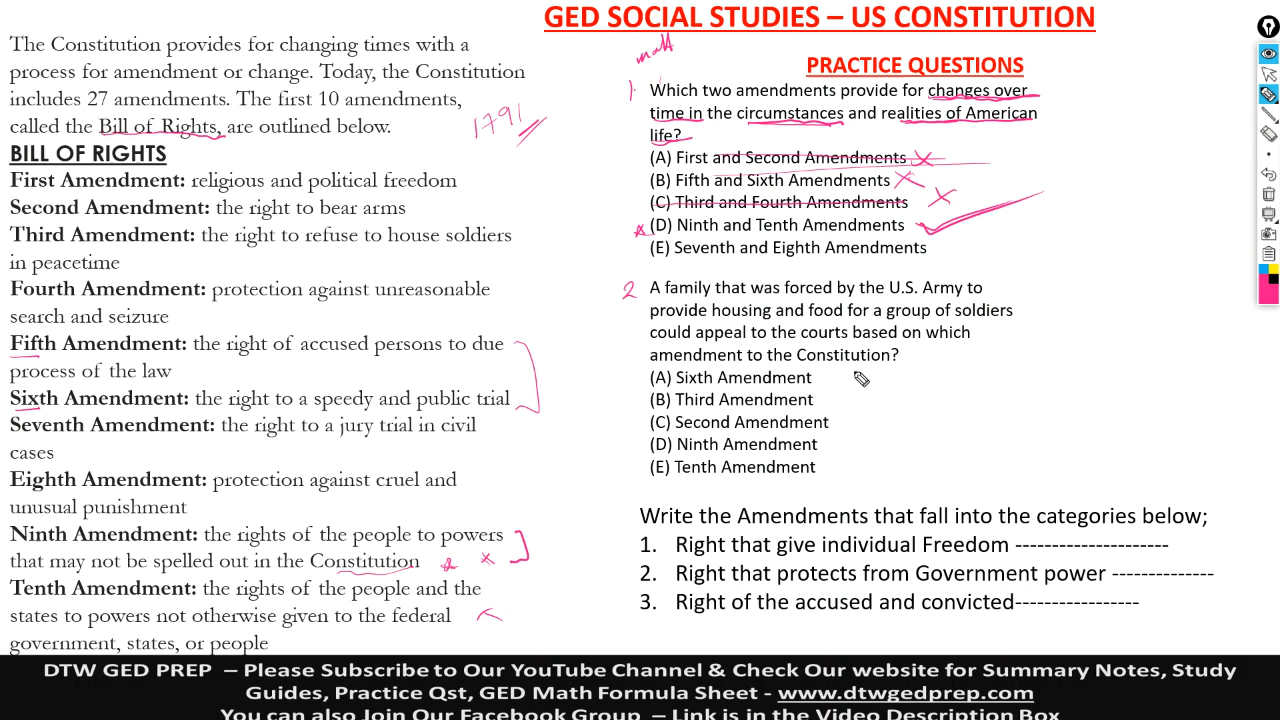 GED SOCIAL STUDIES – US CONSTITUTION
The Constitution provides for changing times with a
process for amendment or change. Today, the Constitution
includes 27 amendments. The first 10 amendments,
called the Bill of Rights, are outlined below.
1791
BILL OF RIGHTS
First Amendment: religious and political freedom
Second Amendment: the right to bear arms
Third Amendment: the right to refuse to house soldiers
in peacetime
Fourth Amendment: protection against unreasonable
search and seizure
Fifth Amendment: the right of accused persons to due
process of the law
Sixth Amendment: the right to a speedy and public trial
Seventh Amendment: the right to a jury trial in civil
cases
Eighth Amendment: protection against cruel and
unusual punishment
Ninth Amendment: the rights of the people to powers
that may not be spelled out in the Constitution
Tenth Amendment: the rights of the people and the
states to powers not otherwise given to the federal
government, states, or people
PRACTICE QUESTIONS
1 Which two amendments provide for changes over
time in the circumstances and realities of American
life?
(A) First and Second Amendments
(B) Fifth and Sixth Amendments
(C) Third and Fourth Amendments
(D) Ninth and Tenth Amendments
(E) Seventh and Eighth Amendments
2 A family that was forced by the U.S. Army to
provide housing and food for a group of soldiers
could appeal to the courts based on which
amendment to the Constitution?
(A) Sixth Amendment
(B) Third Amendment
(C) Second Amendment
(D) Ninth Amendment
(E) Tenth Amendment
Write the Amendments that fall into the categories below;
1. Right that give individual Freedom ---------------------
2. Right that protects from Government power --------------
3. Right of the accused and convicted-----------------
DTW GED PREP – Please Subscribe to Our YouTube Channel & Check Our website for Summary Notes, Study
Guides, Practice Qst, GED Math Formula Sheet - www.dtwgedprep.com
You can also Join Our Facebook Group – Link is in the Video Description Box